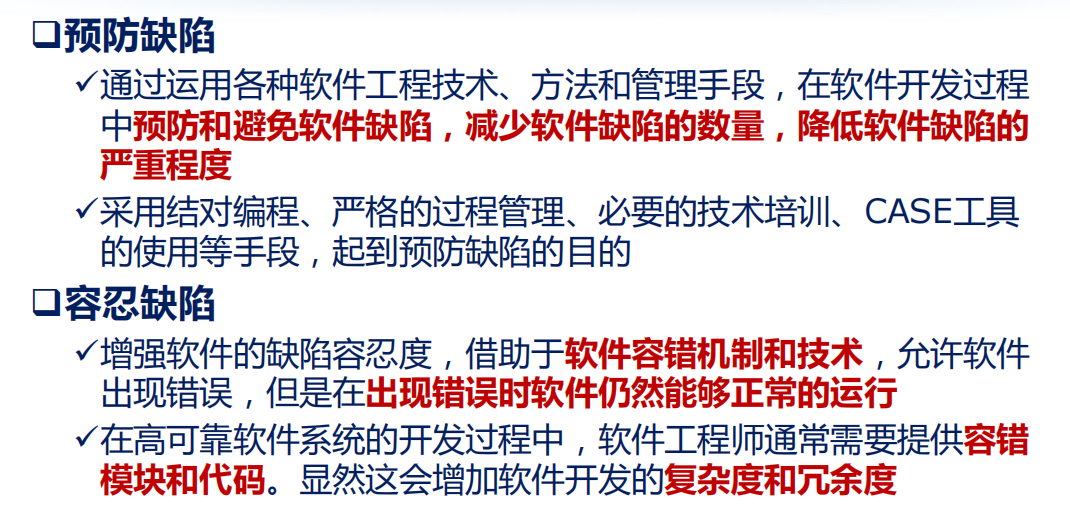 ❑预防缺陷
✓通过运用各种软件工程技术、方法和管理手段，在软件开发过程
中预防和避免软件缺陷，减少软件缺陷的数量，降低软件缺陷的
严重程度
✓采用结对编程、严格的过程管理、必要的技术培训、CASE工具
的使用等手段，起到预防缺陷的目的
❑容忍缺陷
✓增强软件的缺陷容忍度，借助于软件容错机制和技术，允许软件
出现错误，但是在出现错误时软件仍然能够正常的运行
✓在高可靠软件系统的开发过程中，软件工程师通常需要提供容错
模块和代码。显然这会增加软件开发的复杂度和冗余度